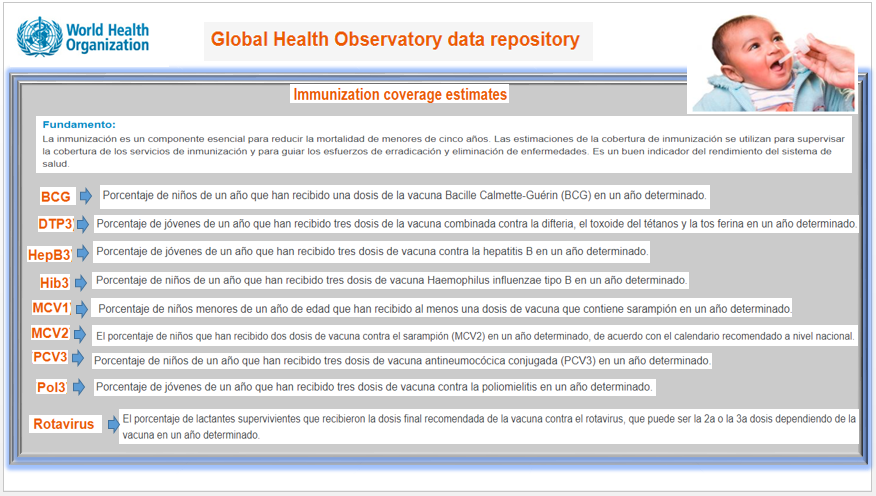 World Health
Organization
Global Health Observatory data repository
Immunization coverage estimates
Fundamento:
La inmunización es un componente esencial para reducir la mortalidad de menores de cinco años. Las estimaciones de la cobertura de inmunización se utilizan para supervisar
la cobertura de los servicios de inmunización y para guiar los esfuerzos de erradicación y eliminación de enfermedades. Es un buen indicador del rendimiento del sistema de
salud.
BCG Porcentaje de niños de un año que han recibido una dosis de la vacuna Bacille Calmette-Guérin (BCG) en un año determinado.
DTP3 Porcentaje de jóvenes de un año que han recibido tres dosis de la vacuna combinada contra la difteria, el toxoide del tétanos y la tos ferina en un año determinado.
HepB3 Porcentaje de jóvenes de un año que han recibido tres dosis de vacuna contra la hepatitis B en un año determinado.
Hib3 Porcentaje de niños de un año que han recibido tres dosis de vacuna Haemophilus influenzae tipo B en un año determinado.
MCV1 Porcentaje de niños menores de un año de edad que han recibido al menos una dosis de vacuna que contiene sarampión en un año determinado.
MCV2 El porcentaje de niños que han recibido dos dosis de vacuna contra el sarampión (MCV2) en un año determinado, de acuerdo con el calendario recomendado a nivel nacional.
PCV3 Porcentaje de niños de un año que han recibido tres dosis de vacuna antineumocócica conjugada (PCV3) en un año determinado.
Pol3 Porcentaje de jóvenes de un año que han recibido tres dosis de vacuna contra la poliomielitis en un año determinado.
Rotavirus El porcentaje de lactantes supervivientes que recibieron la dosis final recomendada de la vacuna contra el rotavirus, que puede ser la 2a o la 3a dosis dependiendo de la
vacuna en un año determinado.